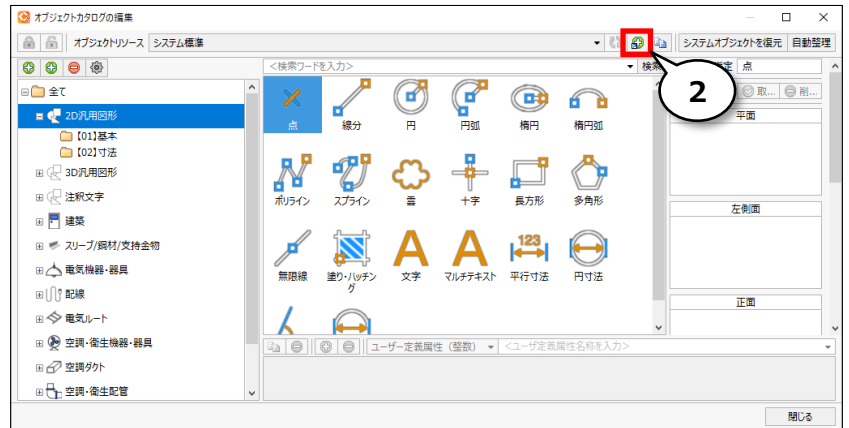 オブジェクトカタログの編集
オブジェクトリソース システム標準
システムオブジェクトを復元 自動整理
<検索ワードを入力>
点
2
取... 削...
全て
2D汎用図形
【01】基本
【02】寸法
3D汎用図形
注釈文字
建築
スリーブ/鋼材/支持金物
電気機器・器具
配線
電気ルート
空調・衛生機器・器具
空調ダクト
空調・衛生配管
点 線分 円 円弧 楕円 楕円弧
ポリライン スプライン 雲 十字 長方形 多角形
123
無限線 塗り・ハッチング 文字 マルチテキスト 平行寸法 円寸法
平面
左側面
正面
ユーザー定義属性（整数） <ユーザ定義属性名称を入力>
閉じる